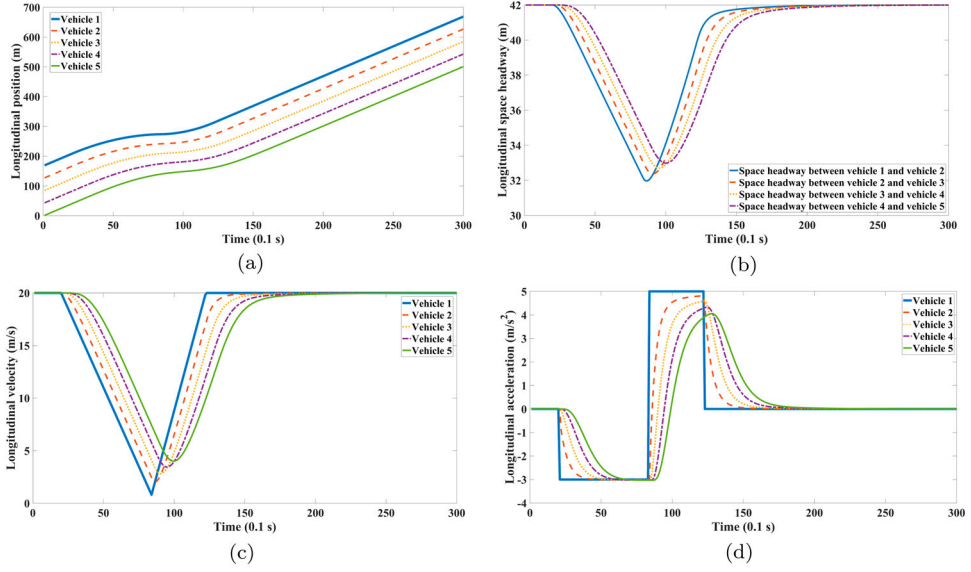 700
600
500
400
300
200
100
0
Longitudinal position (m)
Vehicle 1
Vehicle 2
Vehicle 3
Vehicle 4
Vehicle 5
0 50 100 150 200 250 300
Time (0.1 s)
(a)
42
40
38
36
34
32
30
Longitudinal space headway (m)
Space headway between vehicle 1 and vehicle 2
Space headway between vehicle 2 and vehicle 3
Space headway between vehicle 3 and vehicle 4
Space headway between vehicle 4 and vehicle 5
0 50 100 150 200 250 300
Time (0.1 s)
(b)
20
15
10
5
0
Longitudinal velocity (m/s)
Vehicle 1
Vehicle 2
Vehicle 3
Vehicle 4
Vehicle 5
0 50 100 150 200 250 300
Time (0.1 s)
(c)
5
4
3
2
1
0
-1
-2
-3
-4
Longitudinal acceleration (m/s²)
Vehicle 1
Vehicle 2
Vehicle 3
Vehicle 4
Vehicle 5
0 50 100 150 200 250 300
Time (0.1 s)
(d)